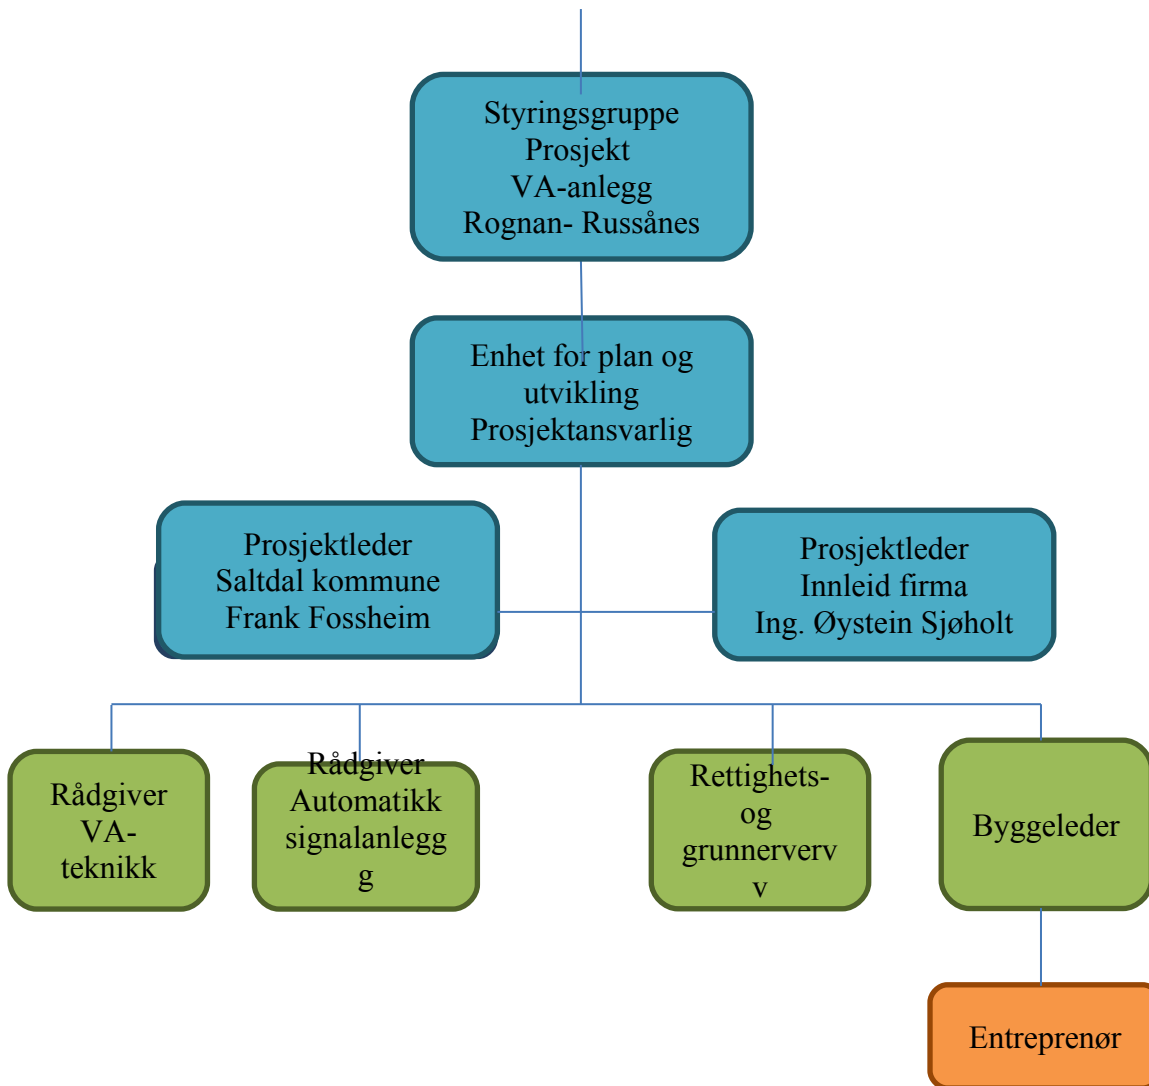 Styringsgruppe
Prosjekt
VA-anlegg
Rognan- Russånes
Enhet for plan og
utvikling
Prosjektansvarlig
Prosjektleder
Saltdal kommune
Frank Fossheim
Prosjektleder
Innleid firma
Ing. Øystein Sjøholt
Rådgiver
VA-
teknikk
Rådgiver
Automatikk
signalanlegg
g
Rettighets-
og
grunnerverv
v
Byggeleder
Entreprenør